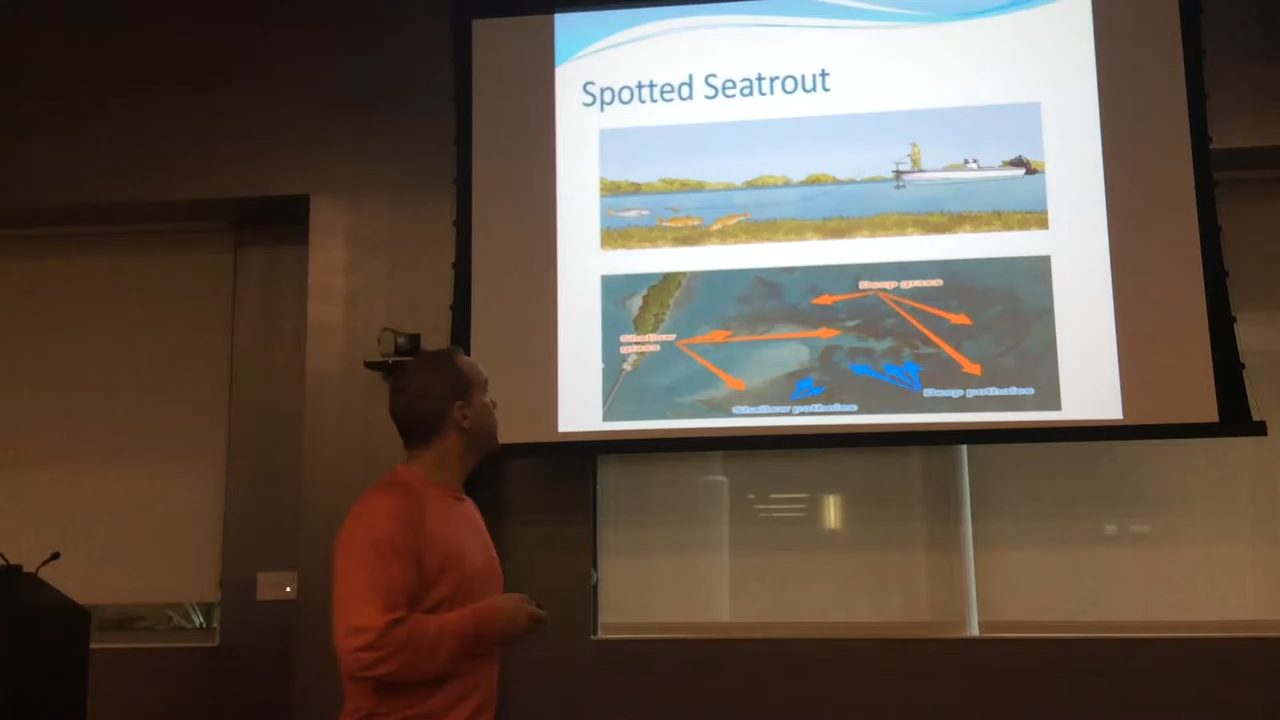 Spotted Seatrout
Deep grass
Shallow
grass
Deep potholes
Shallow potholes